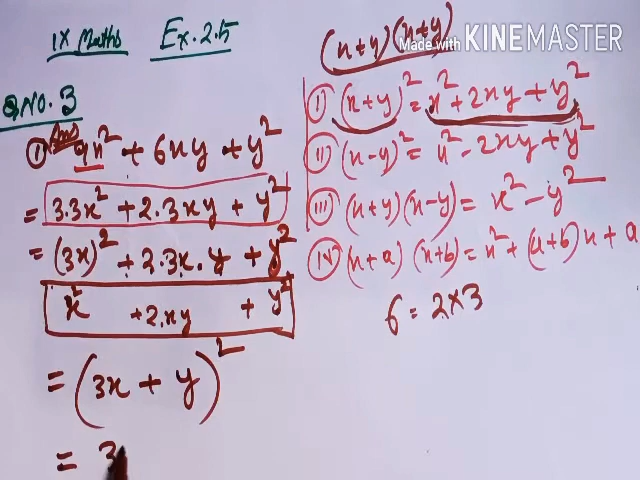 IX Maths Ex. 2.5
Q NO. 3
(i) Ans 9x² + 6xy + y²
= 3.3x² + 2.3xy + y²
= (3x)² + 2.3x.y + y²
x² +2.xy + y²
= (3x + y)²
= 3
(x+y)(x+y)
Made with KINEMASTER
I) (x+y)² = x² + 2xy + y²
II) (x-y)² = x² - 2xy + y²
III) (x+y)(x-y) = x² - y²
IV) (x+a)(x+b) = x² + (a+b)x + a
6 = 2×3